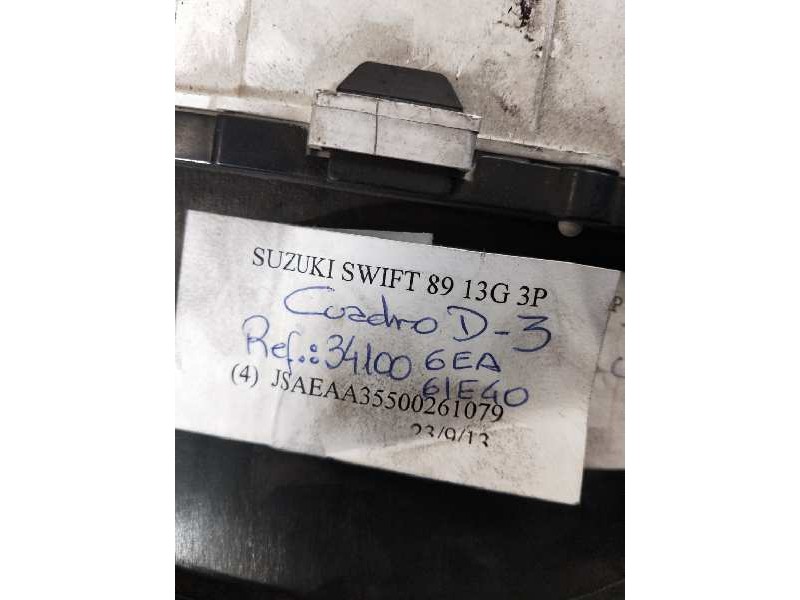 SUZUKI SWIFT 89 13G 3P
Cuadro D-3
Ref.: 34100 6EA
61E40
(4) JSAEAA35500261079
23/9/13